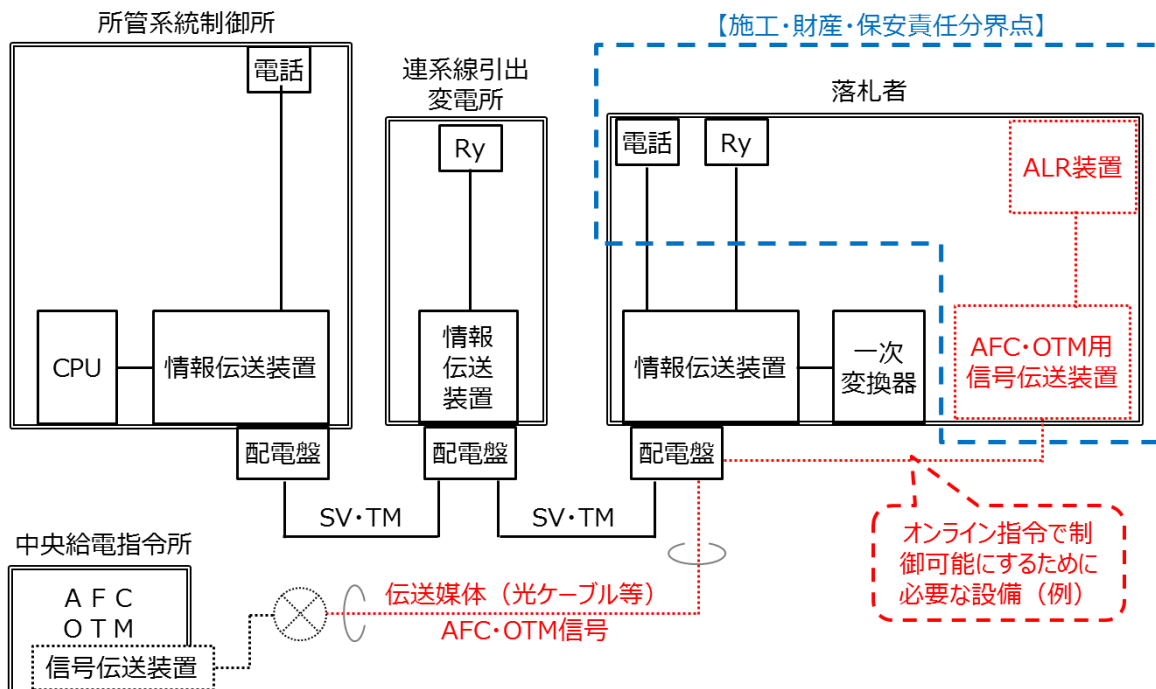 所管系統制御所
電話
CPU
情報伝送装置
配電盤
連系線引出
変電所
Ry
情報
伝送
装置
配電盤
【施工・財産・保安責任分界点】
落札者
電話
Ry
ALR装置
情報伝送装置
一次
変換器
AFC・OTM用
信号伝送装置
配電盤
SV・TM
SV・TM
オンライン指令で制
御可能にするために
必要な設備（例）
中央給電指令所
ＡＦＣ
ＯＴＭ
信号伝送装置
伝送媒体（光ケーブル等）
AFC・OTM信号